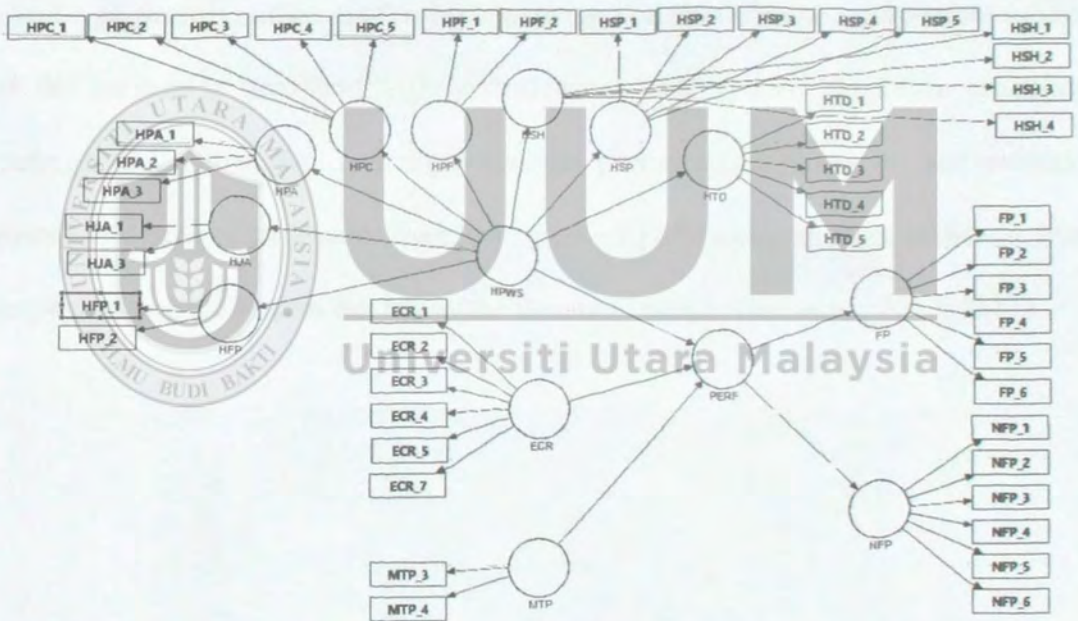 HPC_1
HPC_2
HPC_3
HPC_4
HPC_5
HPF_1
HPF_2
HSP_1
HSP_2
HSP_3
HSP_4
HSP_5
HSH_1
HSH_2
HSH_3
HSH_4
HPA_1
HPA_2
HPA_3
HPA
HPC
HPF
HSH
HSP
HTD
HTD_1
HTD_2
HTD_3
HTD_4
HTD_5
HJA_1
HJA_3
HJA
HFP_1
HFP_2
HFP
HPWS
UNIVERSITI UTARA MALAYSIA
ILMU BUDI BAKTI
UUM
Universiti Utara Malaysia
ECR_1
ECR_2
ECR_3
ECR_4
ECR_5
ECR_7
ECR
PERF
FP
FP_1
FP_2
FP_3
FP_4
FP_5
FP_6
NFP_1
NFP_2
NFP_3
NFP_4
NFP_5
NFP_6
NFP
MTP_3
MTP_4
MTP